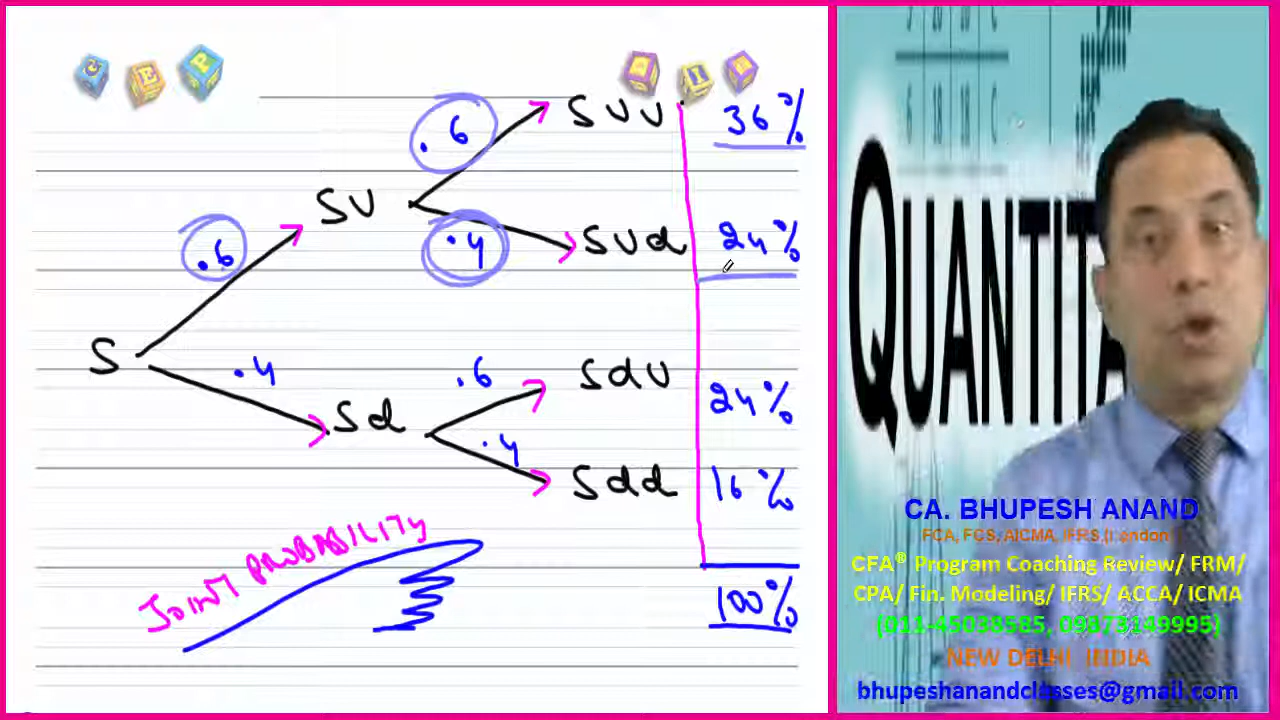 C E P
A I M
SUU 36%
.6
SU
.4 SUd 24%
.6
S
.4 .6 SdU 24%
Sd
.4 Sdd 16%
JOINT PROBABILITY
100%
QUANTITA
CA. BHUPESH ANAND
FCA, FCS, AICMA, IFRS,(London)
CFA® Program Coaching Review/ FRM/
CPA/ Fin. Modeling/ IFRS/ ACCA/ ICMA
(011-45038585, 09873149995)
NEW DELHI INDIA
bhupeshanandclasses@gmail.com